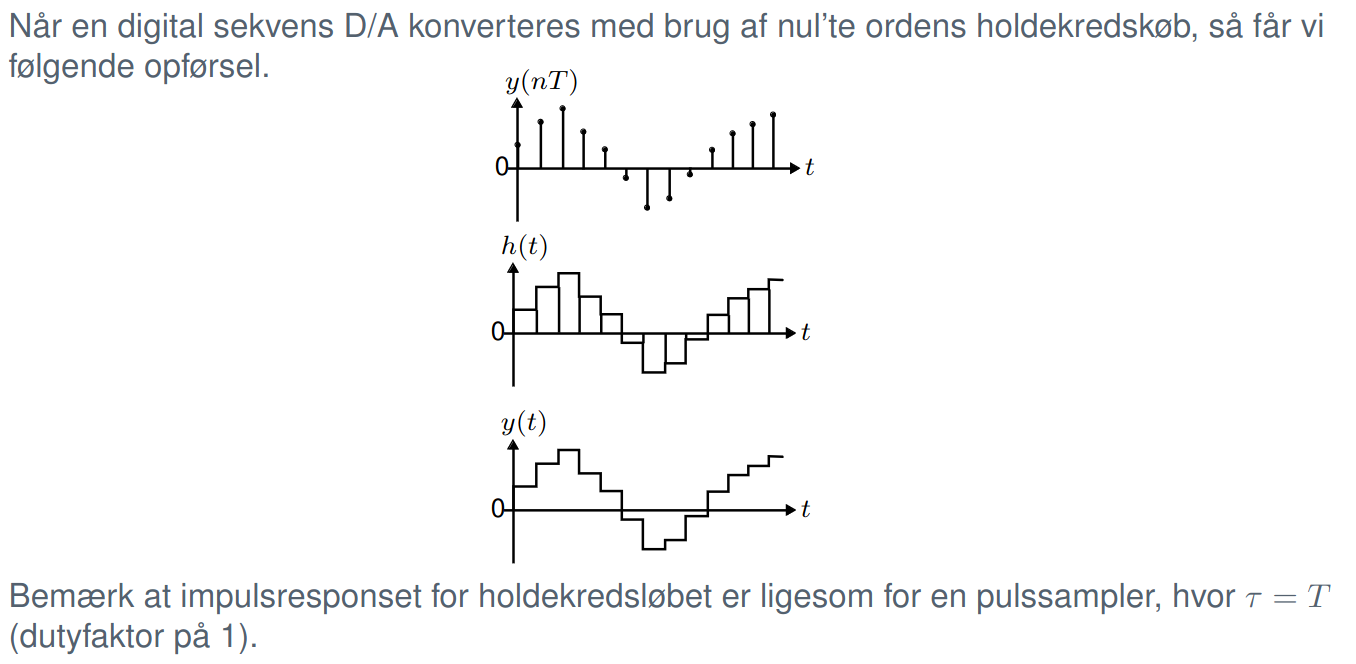 Når en digital sekvens D/A konverteres med brug af nul’te ordens holdekredskøb, så får vi
følgende opførsel.
y(nT)
0
t
h(t)
0
t
y(t)
0
t
Bemærk at impulsresponset for holdekredsløbet er ligesom for en pulssampler, hvor τ = T
(dutyfaktor på 1).